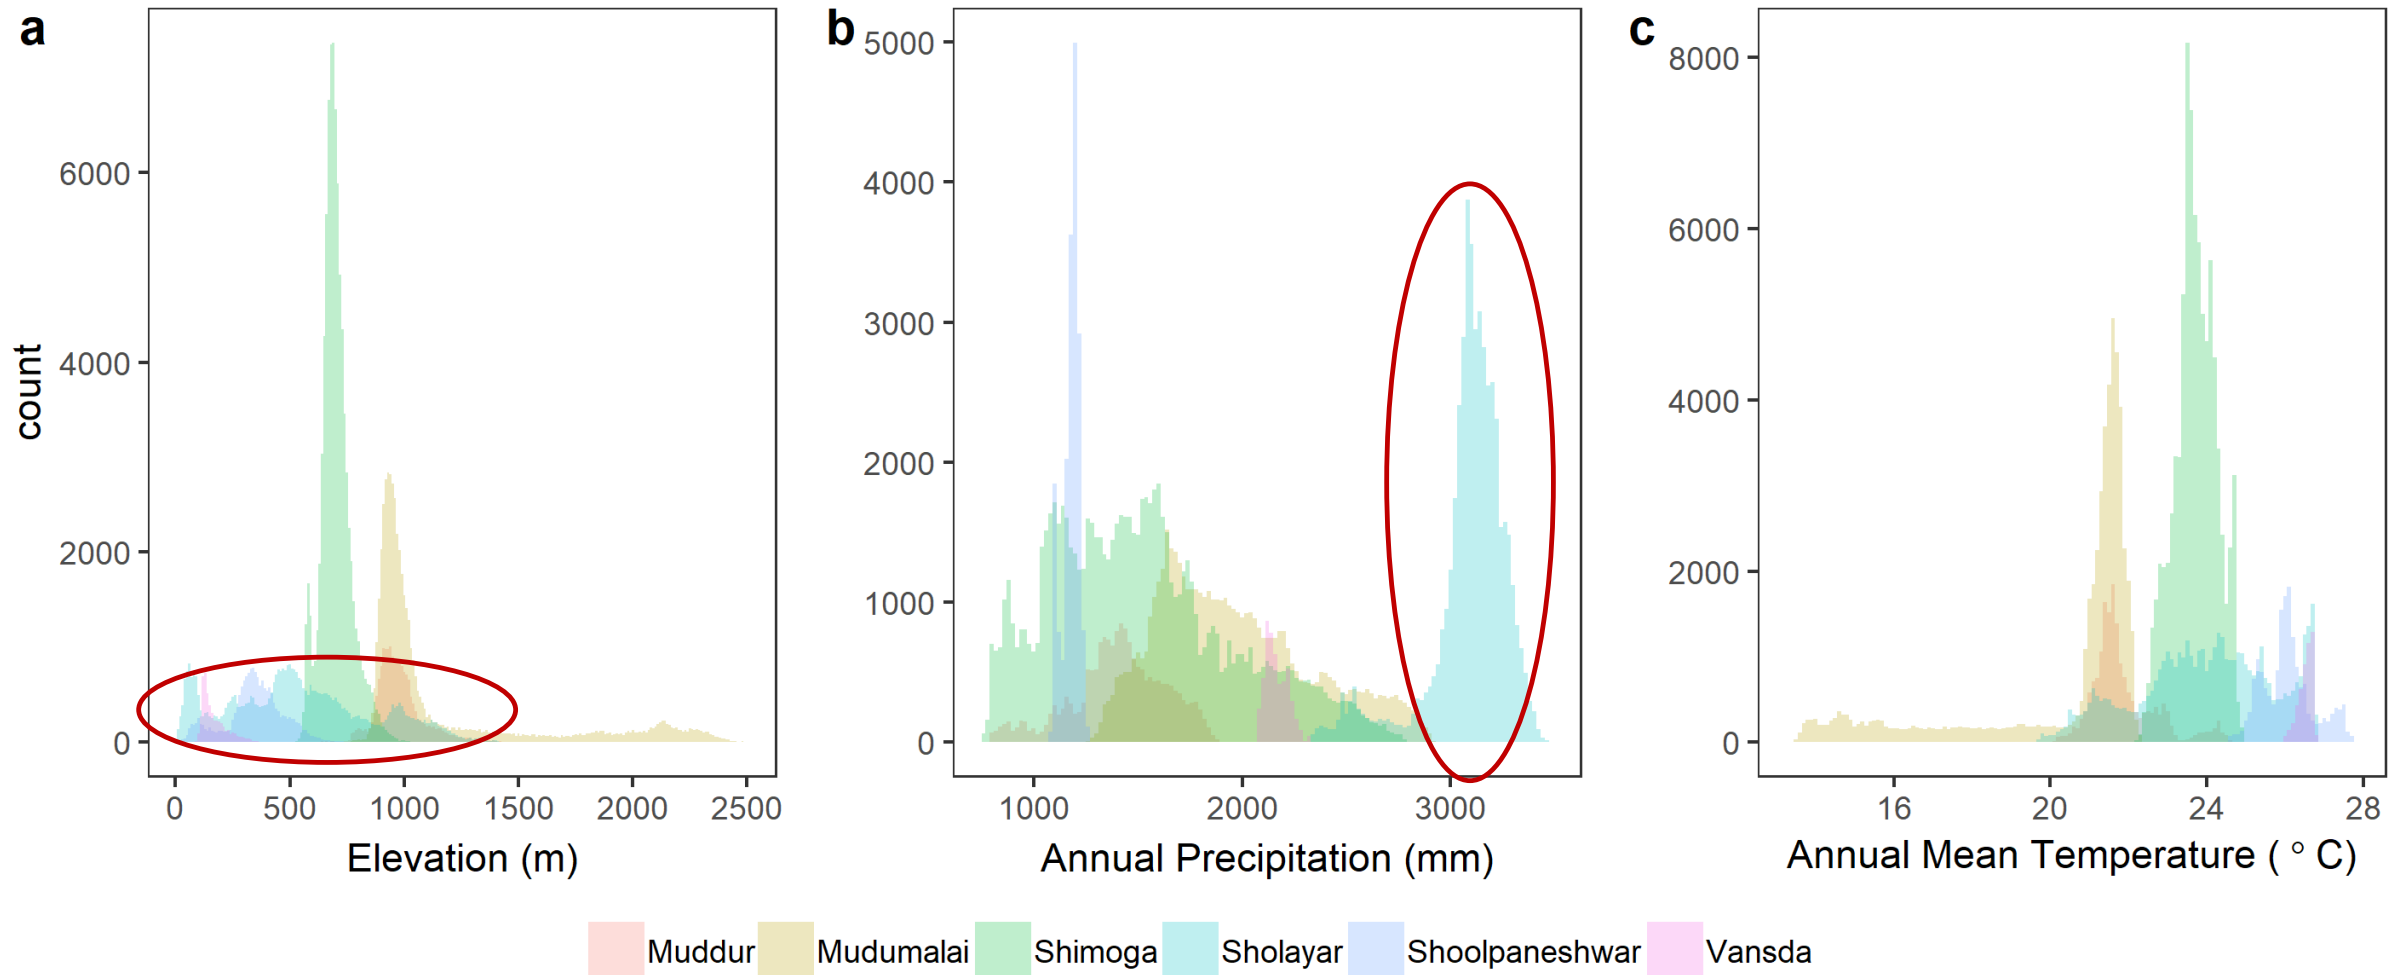 a
b
c
count
6000
4000
2000
0
0 500 1000 1500 2000 2500
Elevation (m)
5000
4000
3000
2000
1000
0
1000 2000 3000
Annual Precipitation (mm)
8000
6000
4000
2000
0
16 20 24 28
Annual Mean Temperature ( ° C)
Muddur Mudumalai Shimoga Sholayar Shoolpaneshwar Vansda